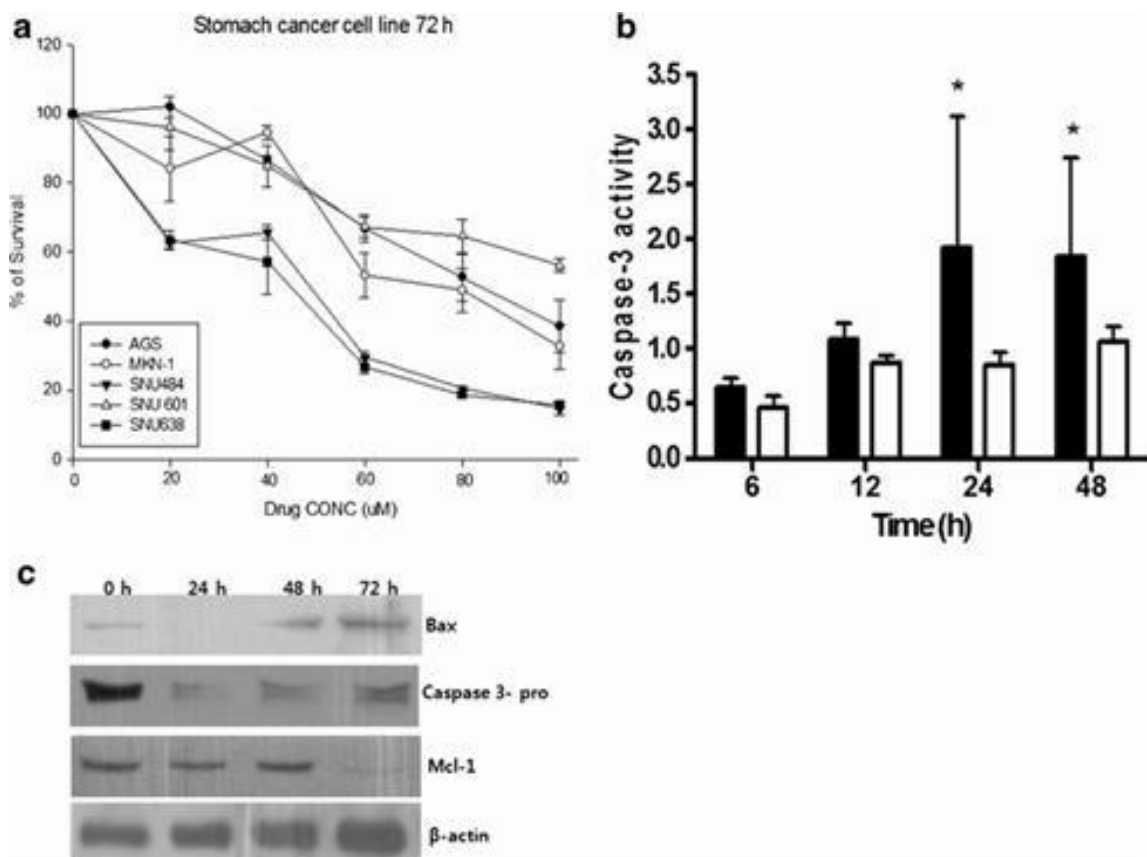 a
Stomach cancer cell line 72 h
120
100
80
60
40
20
0
% of Survival
AGS
MKN-1
SNU484
SNU 601
SNU638
0 20 40 60 80 100
Drug CONC (uM)
b
3.5
3.0
2.5
2.0
1.5
1.0
0.5
0.0
Caspase-3 activity
* *
6 12 24 48
Time (h)
c
0 h 24 h 48 h 72 h
Bax
Caspase 3- pro
Mcl-1
β-actin